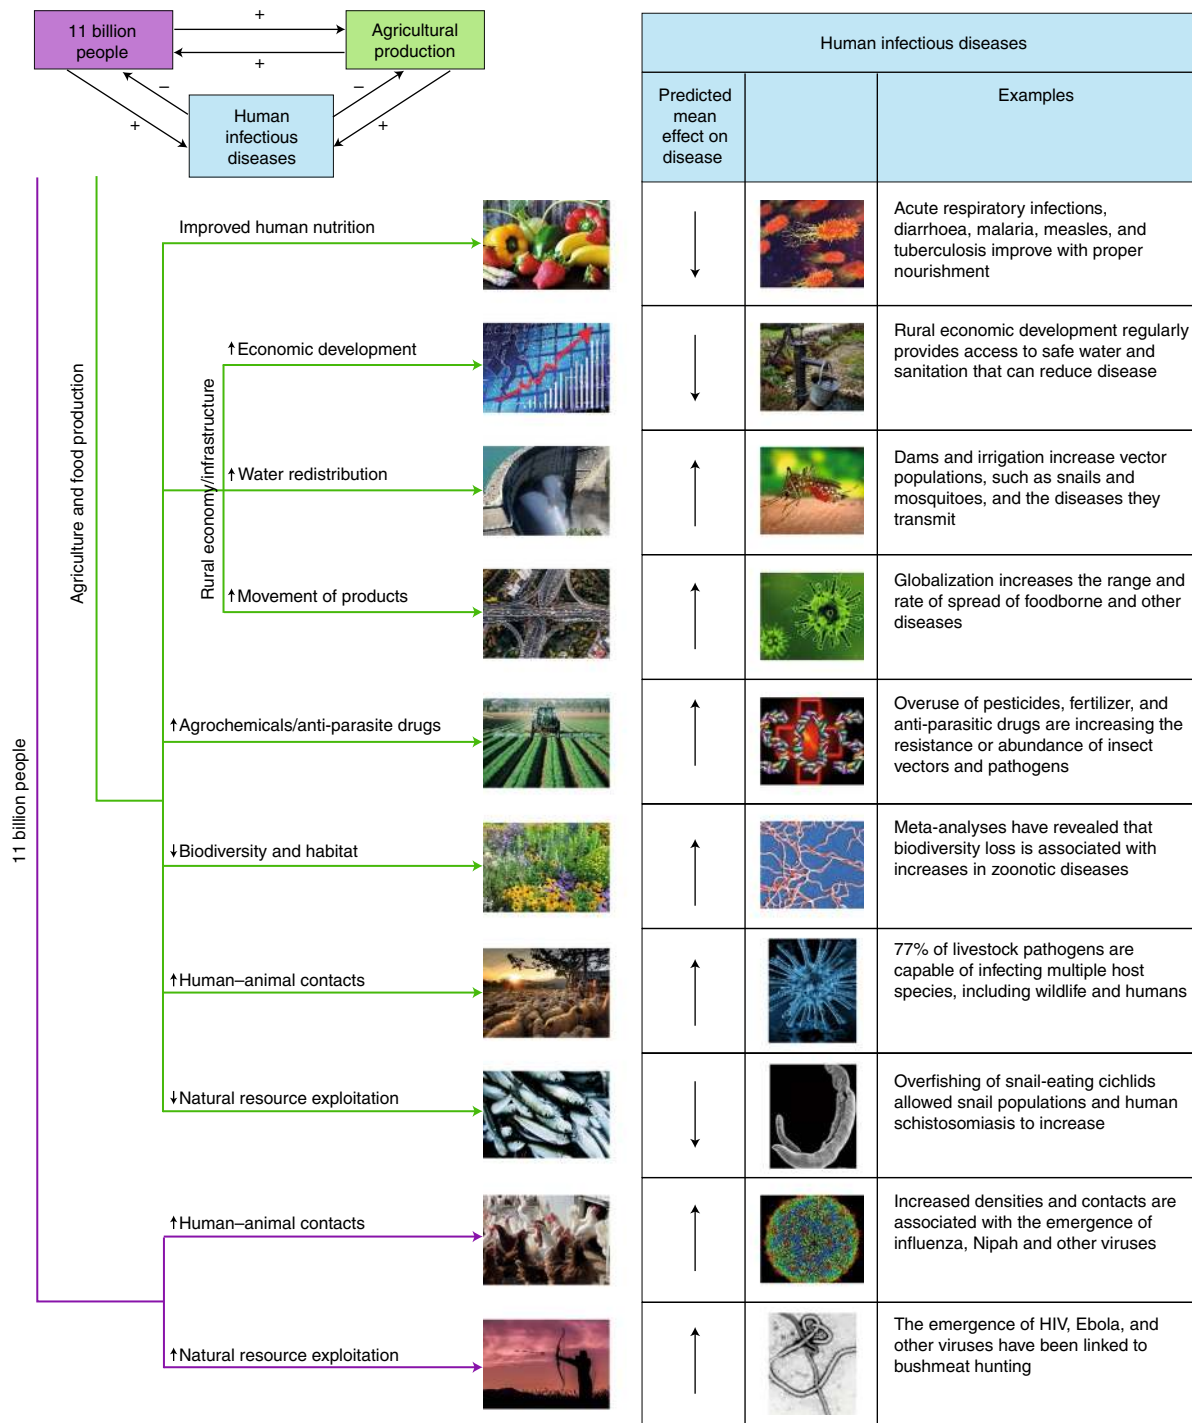 11 billion
people
+
+
Agricultural
production
–
–
+
+
Human
infectious
diseases
Human infectious diseases
Predicted
mean
effect on
disease
Examples
11 billion people
Agriculture and food production
Rural economy/infrastructure
Improved human nutrition
Acute respiratory infections,
diarrhoea, malaria, measles, and
tuberculosis improve with proper
nourishment
↑Economic development
Rural economic development regularly
provides access to safe water and
sanitation that can reduce disease
↑Water redistribution
Dams and irrigation increase vector
populations, such as snails and
mosquitoes, and the diseases they
transmit
↑Movement of products
Globalization increases the range and
rate of spread of foodborne and other
diseases
↑Agrochemicals/anti-parasite drugs
SOS
Overuse of pesticides, fertilizer, and
anti-parasitic drugs are increasing the
resistance or abundance of insect
vectors and pathogens
↓Biodiversity and habitat
Meta-analyses have revealed that
biodiversity loss is associated with
increases in zoonotic diseases
↑Human–animal contacts
77% of livestock pathogens are
capable of infecting multiple host
species, including wildlife and humans
↓Natural resource exploitation
Overfishing of snail-eating cichlids
allowed snail populations and human
schistosomiasis to increase
↑Human–animal contacts
Increased densities and contacts are
associated with the emergence of
influenza, Nipah and other viruses
↑Natural resource exploitation
The emergence of HIV, Ebola, and
other viruses have been linked to
bushmeat hunting